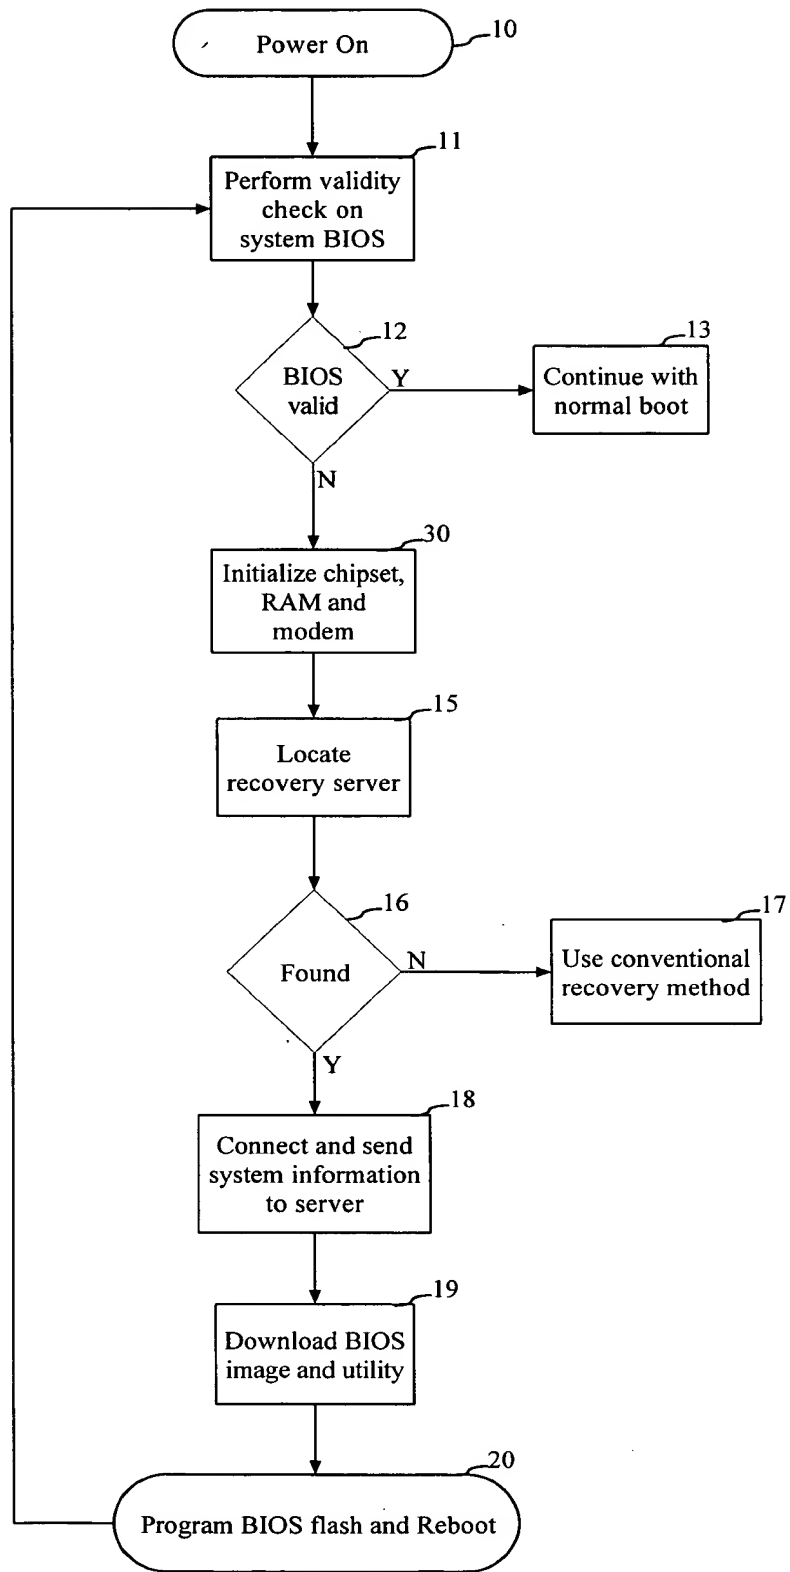 Power On
10
11
Perform validity
check on
system BIOS
12
BIOS
valid
Y
13
Continue with
normal boot
N
30
Initialize chipset,
RAM and
modem
15
Locate
recovery server
16
Found
N
17
Use conventional
recovery method
Y
18
Connect and send
system information
to server
19
Download BIOS
image and utility
20
Program BIOS flash and Reboot